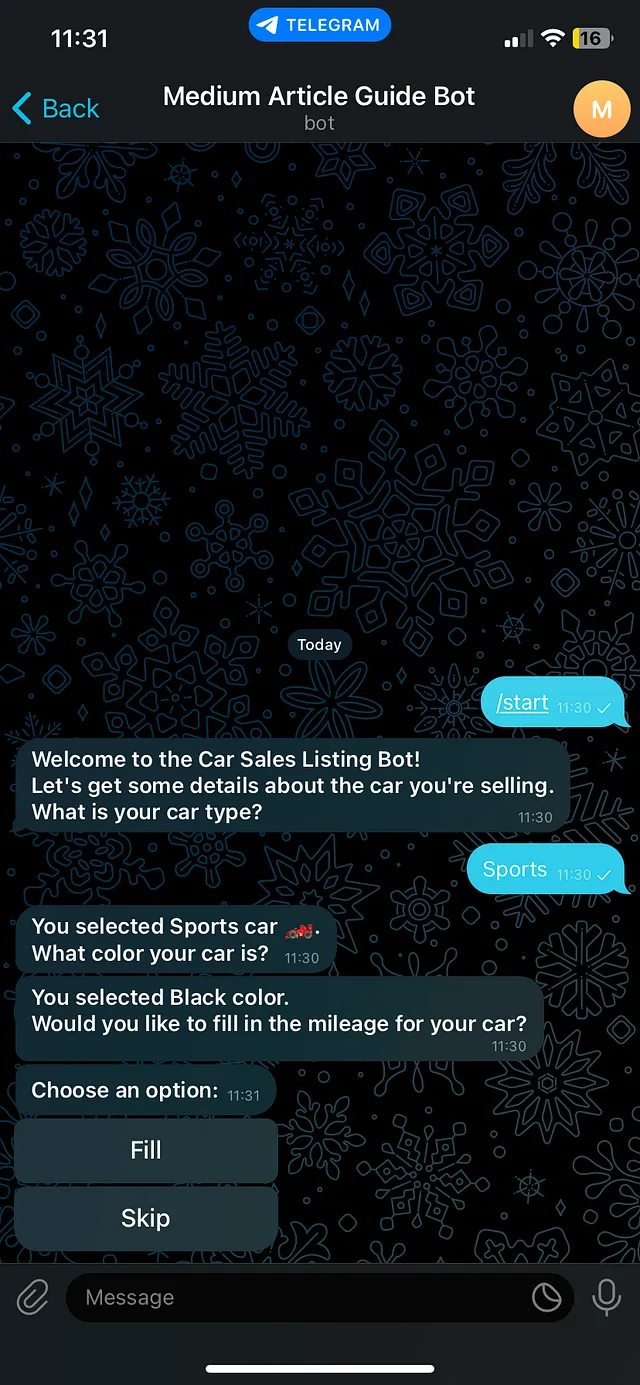 11:31
TELEGRAM
16
Back
Medium Article Guide Bot
bot
M
Today
/start 11:30
Welcome to the Car Sales Listing Bot!
Let's get some details about the car you're selling.
What is your car type?
11:30
Sports 11:30
You selected Sports car 🏎️.
What color your car is? 11:30
You selected Black color.
Would you like to fill in the mileage for your car?
11:30
Choose an option: 11:31
Fill
Skip
Message